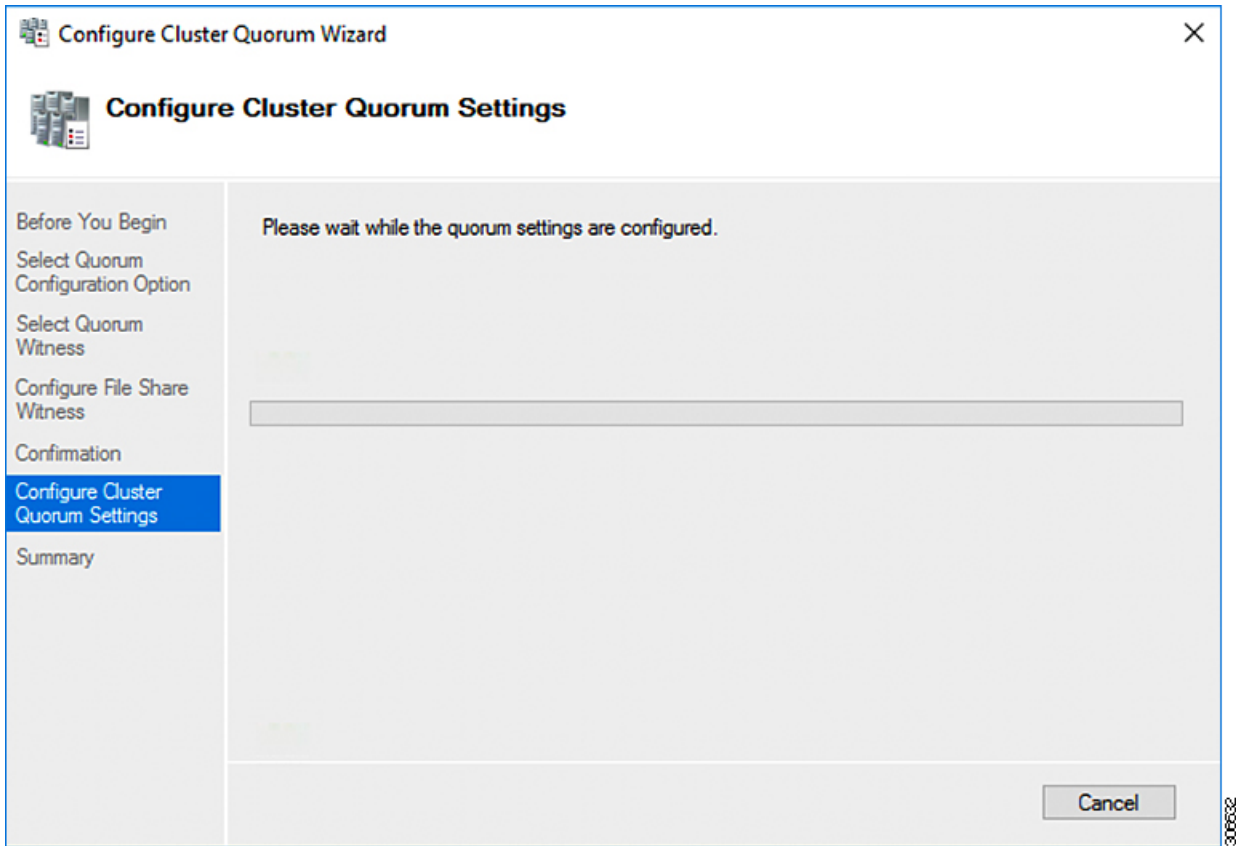 Configure Cluster Quorum Wizard
Configure Cluster Quorum Settings
Before You Begin
Select Quorum
Configuration Option
Select Quorum
Witness
Configure File Share
Witness
Confirmation
Configure Cluster
Quorum Settings
Summary
Please wait while the quorum settings are configured.
Cancel
306632